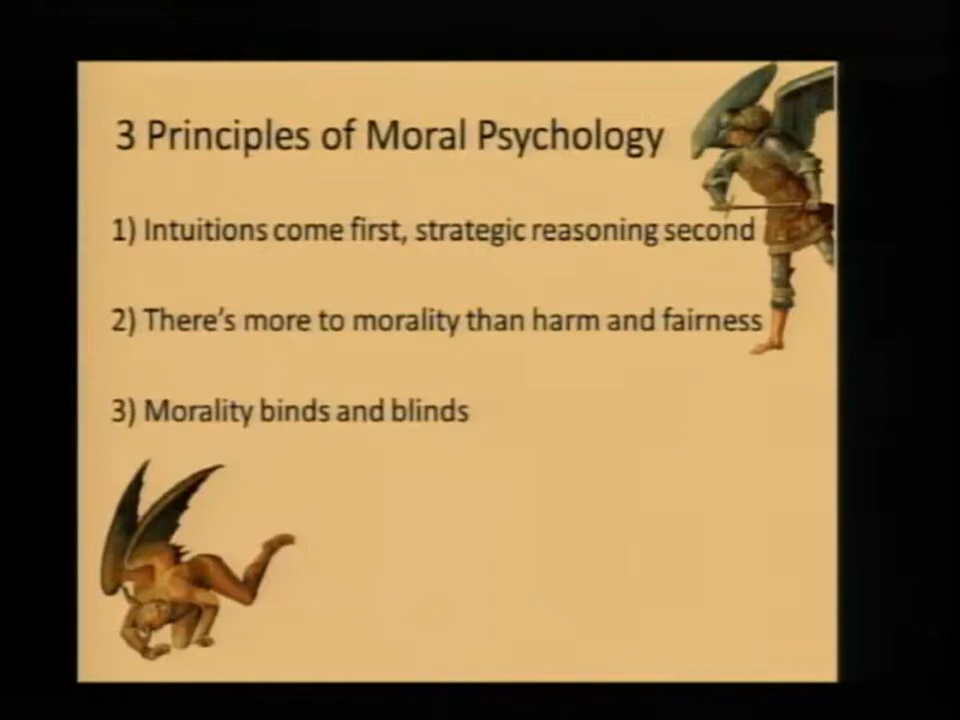 3 Principles of Moral Psychology
1) Intuitions come first, strategic reasoning second
2) There's more to morality than harm and fairness
3) Morality binds and blinds